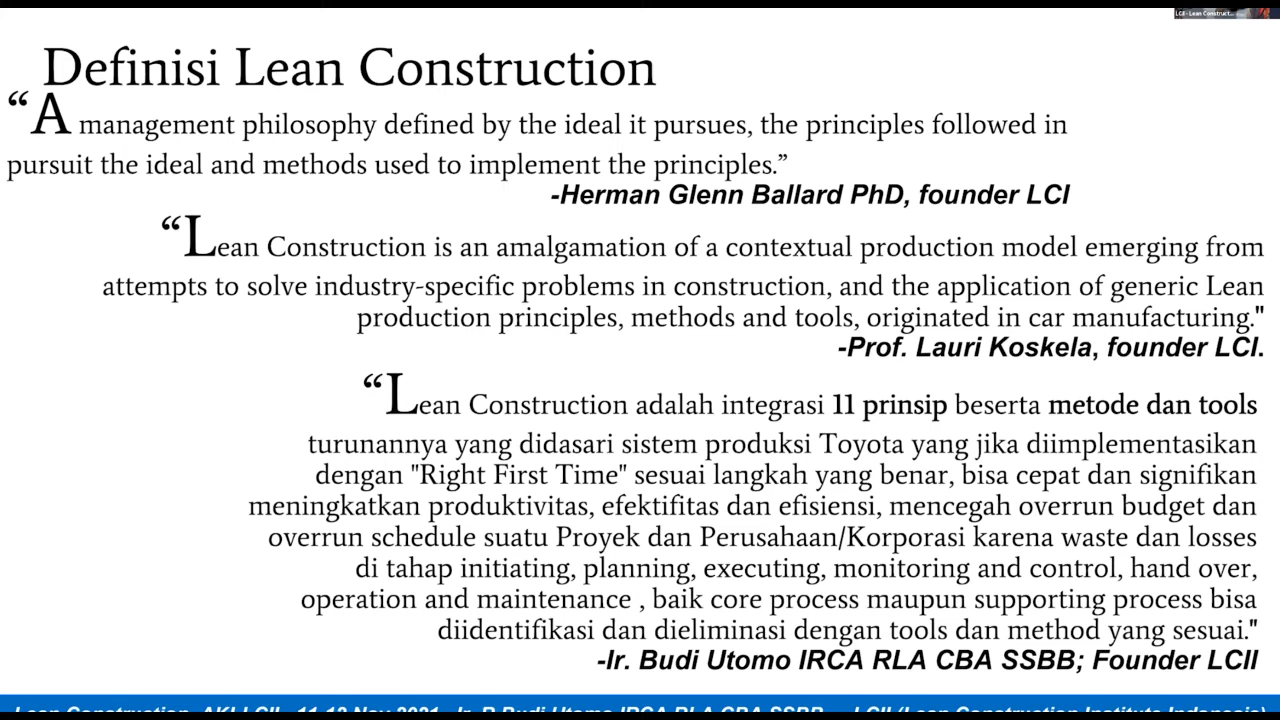 LCII - Lean Construct...
Definisi Lean Construction
“A management philosophy defined by the ideal it pursues, the principles followed in
pursuit the ideal and methods used to implement the principles.”
-Herman Glenn Ballard PhD, founder LCI
“Lean Construction is an amalgamation of a contextual production model emerging from
attempts to solve industry-specific problems in construction, and the application of generic Lean
production principles, methods and tools, originated in car manufacturing."
-Prof. Lauri Koskela, founder LCI.
“Lean Construction adalah integrasi 11 prinsip beserta metode dan tools
turunannya yang didasari sistem produksi Toyota yang jika diimplementasikan
dengan "Right First Time" sesuai langkah yang benar, bisa cepat dan signifikan
meningkatkan produktivitas, efektifitas dan efisiensi, mencegah overrun budget dan
overrun schedule suatu Proyek dan Perusahaan/Korporasi karena waste dan losses
di tahap initiating, planning, executing, monitoring and control, hand over,
operation and maintenance , baik core process maupun supporting process bisa
diidentifikasi dan dieliminasi dengan tools dan method yang sesuai."
-Ir. Budi Utomo IRCA RLA CBA SSBB; Founder LCII
Lean Construction